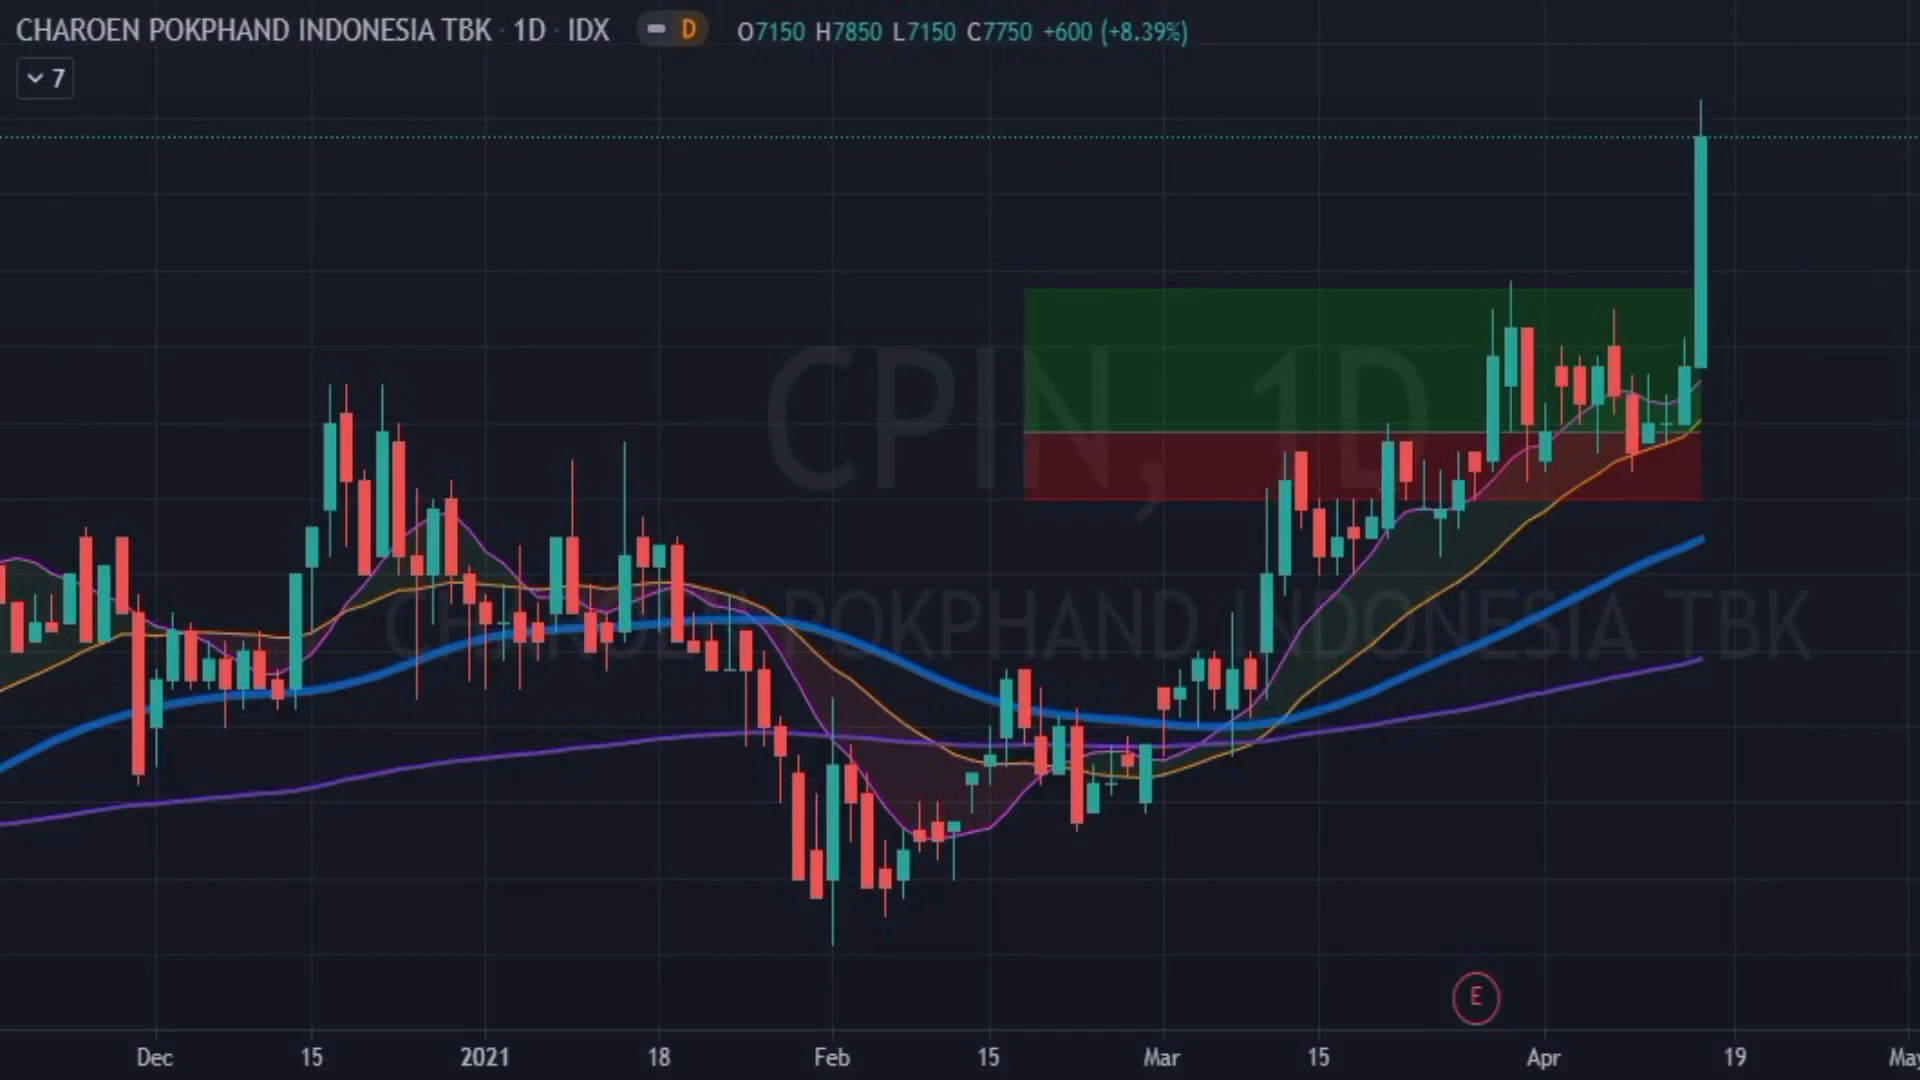 CHAROEN POKPHAND INDONESIA TBK · 1D · IDX D O7150 H7850 L7150 C7750 +600 (+8.39%)
7
CPIN, 1D
CHAROEN POKPHAND INDONESIA TBK
E
Dec 15 2021 18 Feb 15 Mar 15 Apr 19 May